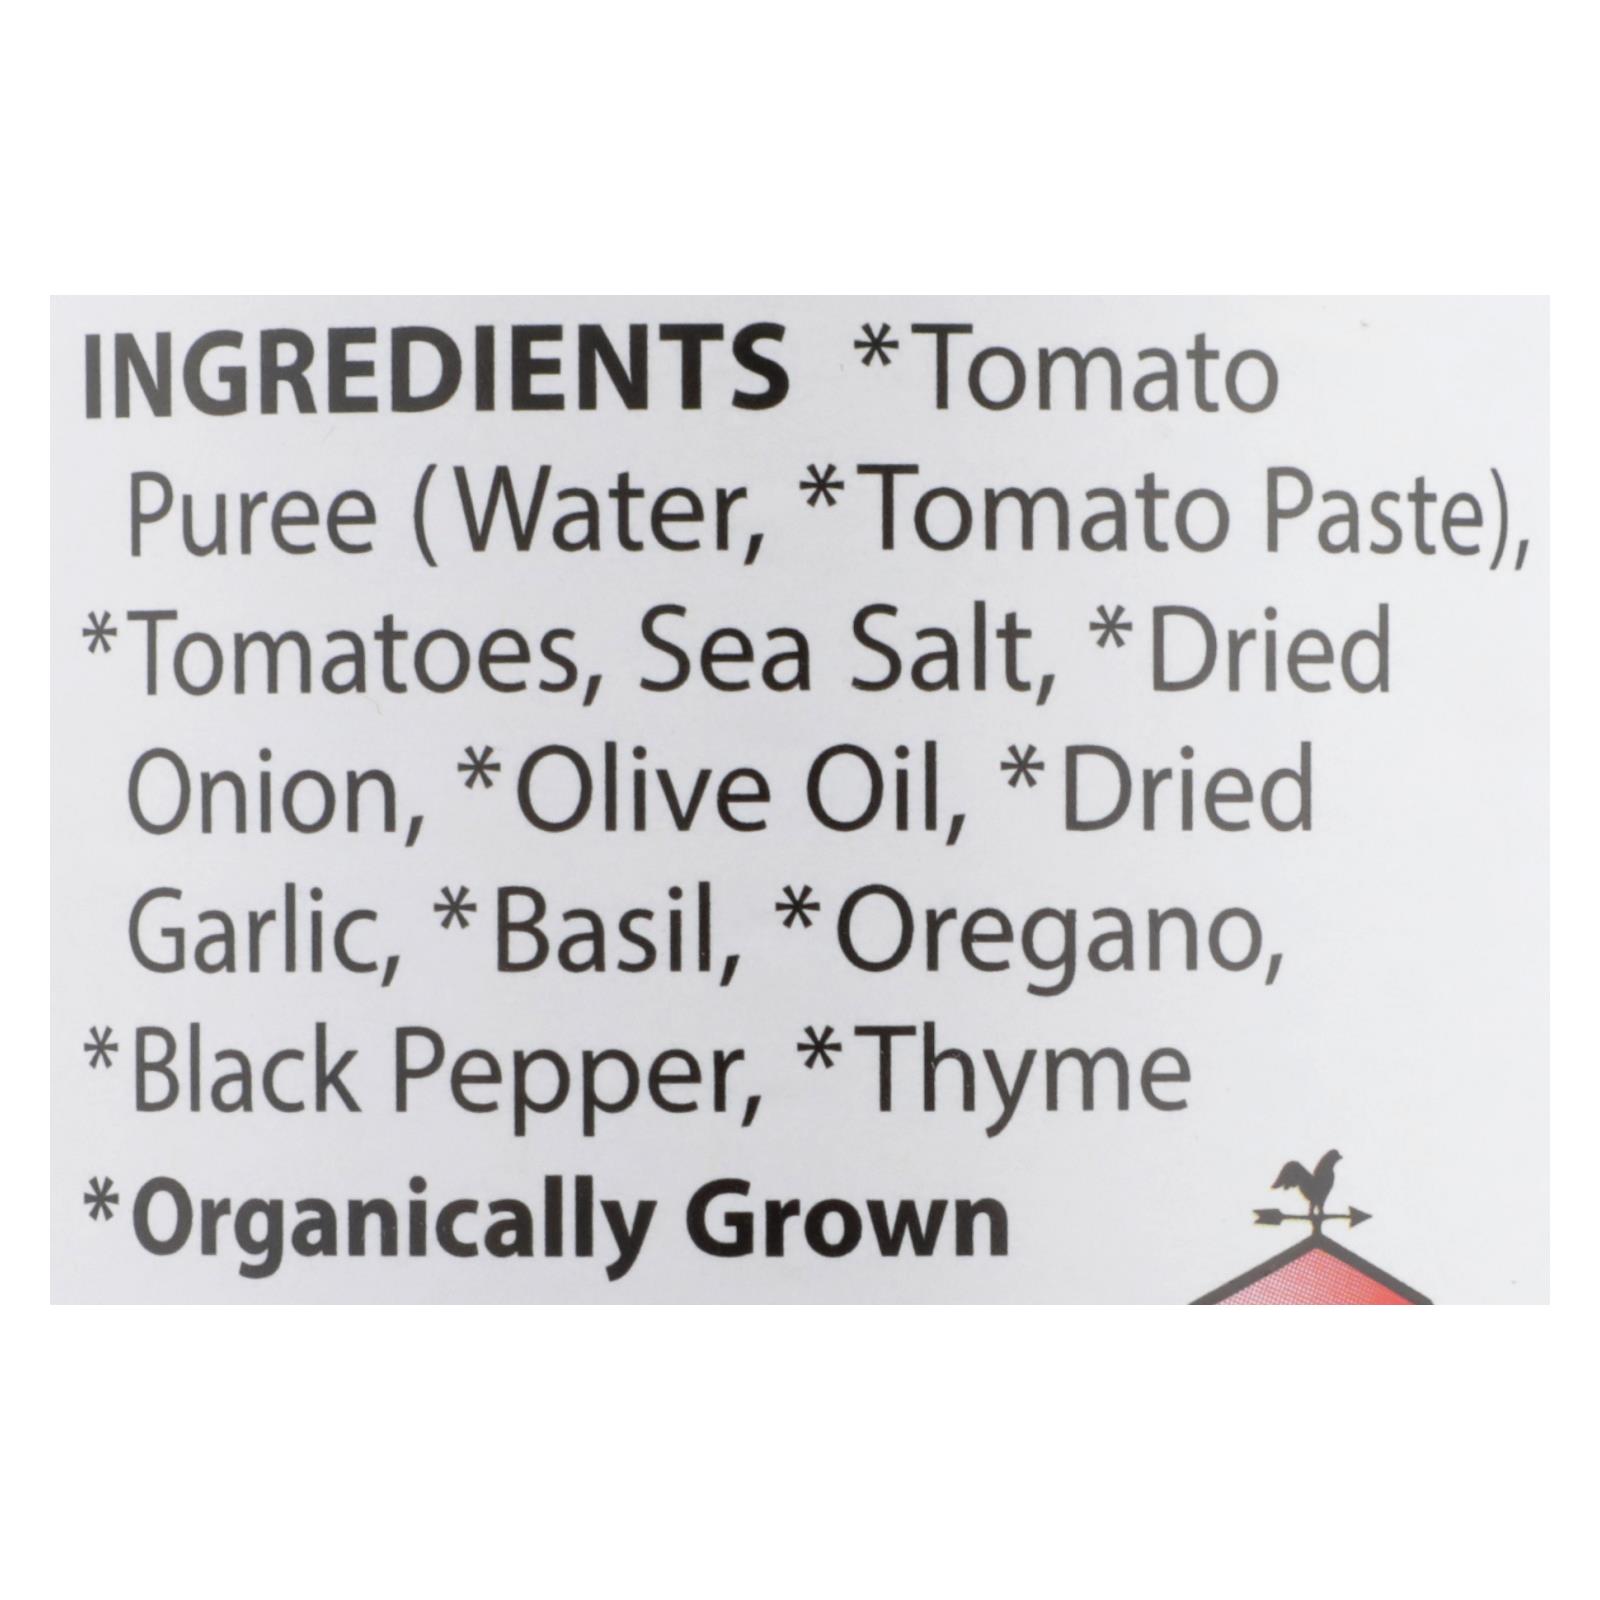 INGREDIENTS *Tomato
Puree (Water, *Tomato Paste),
*Tomatoes, Sea Salt, *Dried
Onion, *Olive Oil, *Dried
Garlic, *Basil, *Oregano,
*Black Pepper, *Thyme
*Organically Grown